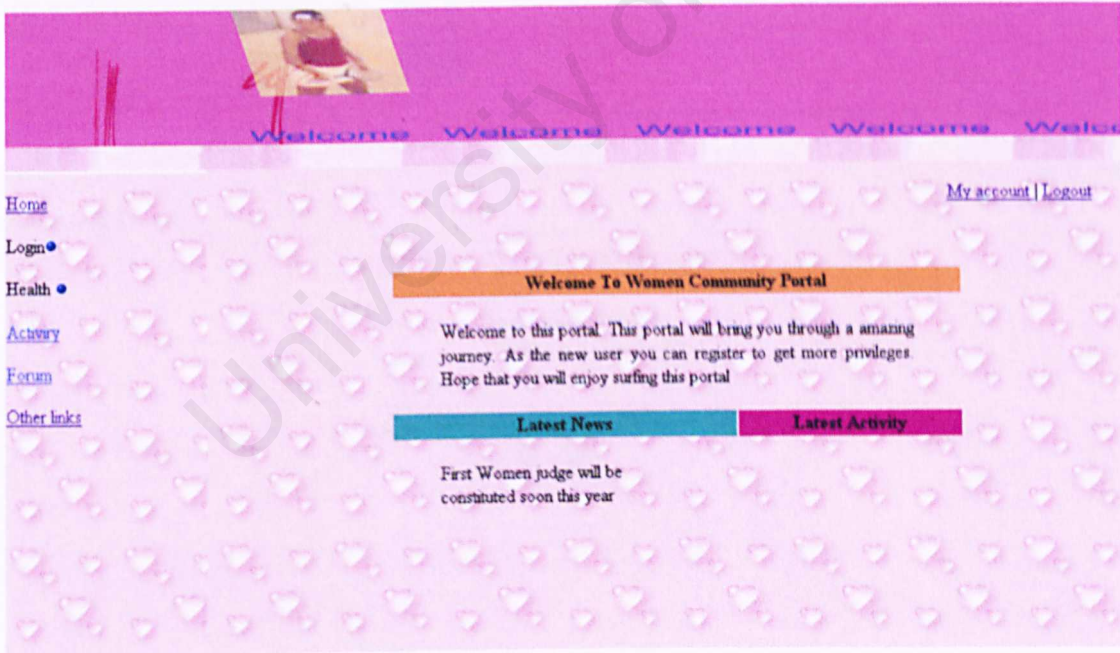 Welcome Welcome Welcome Welcome Welco
My account | Logout
Home
Login
Health
Activity
Forum
Other links
Welcome To Women Community Portal
Welcome to this portal. This portal will bring you through a amazing
journey. As the new user you can register to get more privileges.
Hope that you will enjoy surfing this portal
Latest News
Latest Activity
First Women judge will be
constituted soon this year
University o